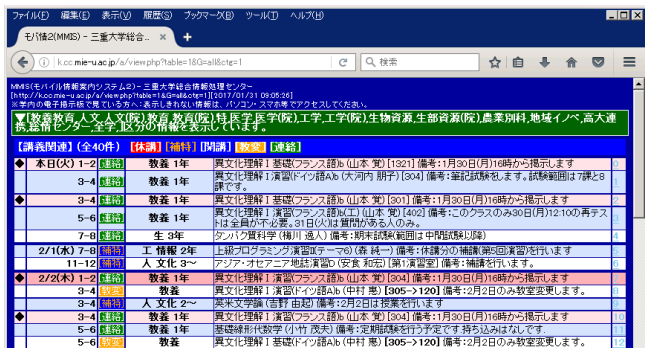 ファイル(F) 編集(E) 表示(V) 履歴(S) ブックマーク(B) ツール(T) ヘルプ(H)
モバ情2(MMIS) - 三重大学総合… × +
k.cc.mie-u.ac.jp/a/view.php?table=1&G=all&cte=1 検索
MMIS(モバイル情報案内システム2) - 三重大学総合情報処理センター
[http://k.cc.mie-u.ac.jp/a/view.php?table=1&G=all&cte=1][2017/01/31 09:05:26]
※学内の電子掲示板で見ている方へ:表示しきれない情報は、パソコン・スマホ等でアクセスしてください。
▼[教養教育,人文,人文(院),教育,教育(院),特,医学,医学(院),工学,工学(院),生物資源,生部資源(院),農業別科,地域イノベ,高大連携,総情センター,全学,]区分の情報を表示しています。
【講義関連】(全40件) [休講] [補講] [開講] [教変] [連絡]
◆ 本日(火) 1-2 連絡 教養 1年 異文化理解Ⅰ基礎(フランス語)b (山本 覚) [1321] 備考:1月30日(月)16時から掲示します 0
3-4 連絡 教養 1年 異文化理解Ⅰ演習(ドイツ語A)b (大河内 朋子) [304] 備考:筆記試験をします。試験範囲は7課と8課です。 1
◆ 3-4 連絡 教養 1年 異文化理解Ⅰ演習(フランス語)b (山本 覚) [301] 備考:1月30日(月)16時から掲示します 2
5-6 連絡 教養 1年 異文化理解Ⅰ演習(フランス語)b(工) (山本 覚) [402] 備考:このクラスのみ30日(月)12:10の再テストは全員が不必要。31日(火)は質問がある人のみ。 3
7-8 連絡 生 3年 タンパク質科学 (梅川 逸人) 備考:期末試験(範囲は中間試験以降) 4
2/1(水) 7-8 補講 工 情報 2年 上級プログラミング演習Ⅱ(テーマ6) (森 純一) 備考:休講分の補講(第5回演習)を行います
11-12 補講 人 文化 3~ アジア・オセアニア地誌演習D (安食 和宏) [第1演習室] 備考:補講を行います。
◆ 2/2(木) 1-2 連絡 教養 1年 異文化理解Ⅰ基礎(フランス語)b (山本 覚) [304] 備考:1月30日(月)16時から掲示します
3-4 教変 教養 異文化理解Ⅰ演習(ドイツ語A)b (中村 惠) [305->120] 備考:2月2日のみ教室変更します。
3-4 補講 人 文化 2~ 英米文学論 (吉野 由起) 備考:2月2日は授業を行います
◆ 3-4 連絡 教養 1年 異文化理解Ⅰ演習(フランス語)b (山本 覚) [304] 備考:1月30日(月)16時から掲示します 10
5-6 連絡 教養 1年 基礎線形代数学 (小竹 茂夫) 備考:定期試験を行う予定です.持ち込みはなしです. 11
5-6 教変 教養 異文化理解Ⅰ基礎(ドイツ語A)b (中村 惠) [305->120] 備考:2月2日のみ教室変更します。 12